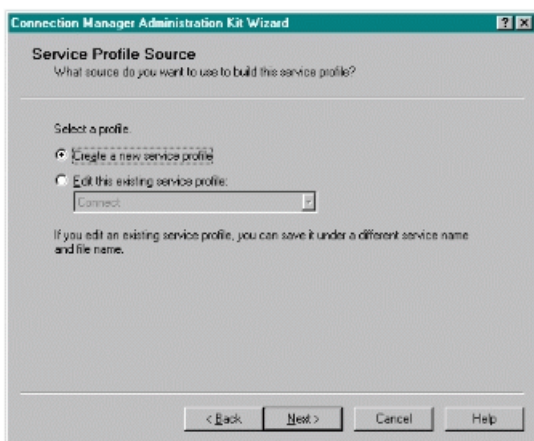 Connection Manager Administration Kit Wizard
Service Profile Source
What source do you want to use to build this service profile?
Select a profile.
Create a new service profile
Edit this existing service profile:
Connect
If you edit an existing service profile, you can save it under a different service name
and file name.
< Back Next > Cancel Help